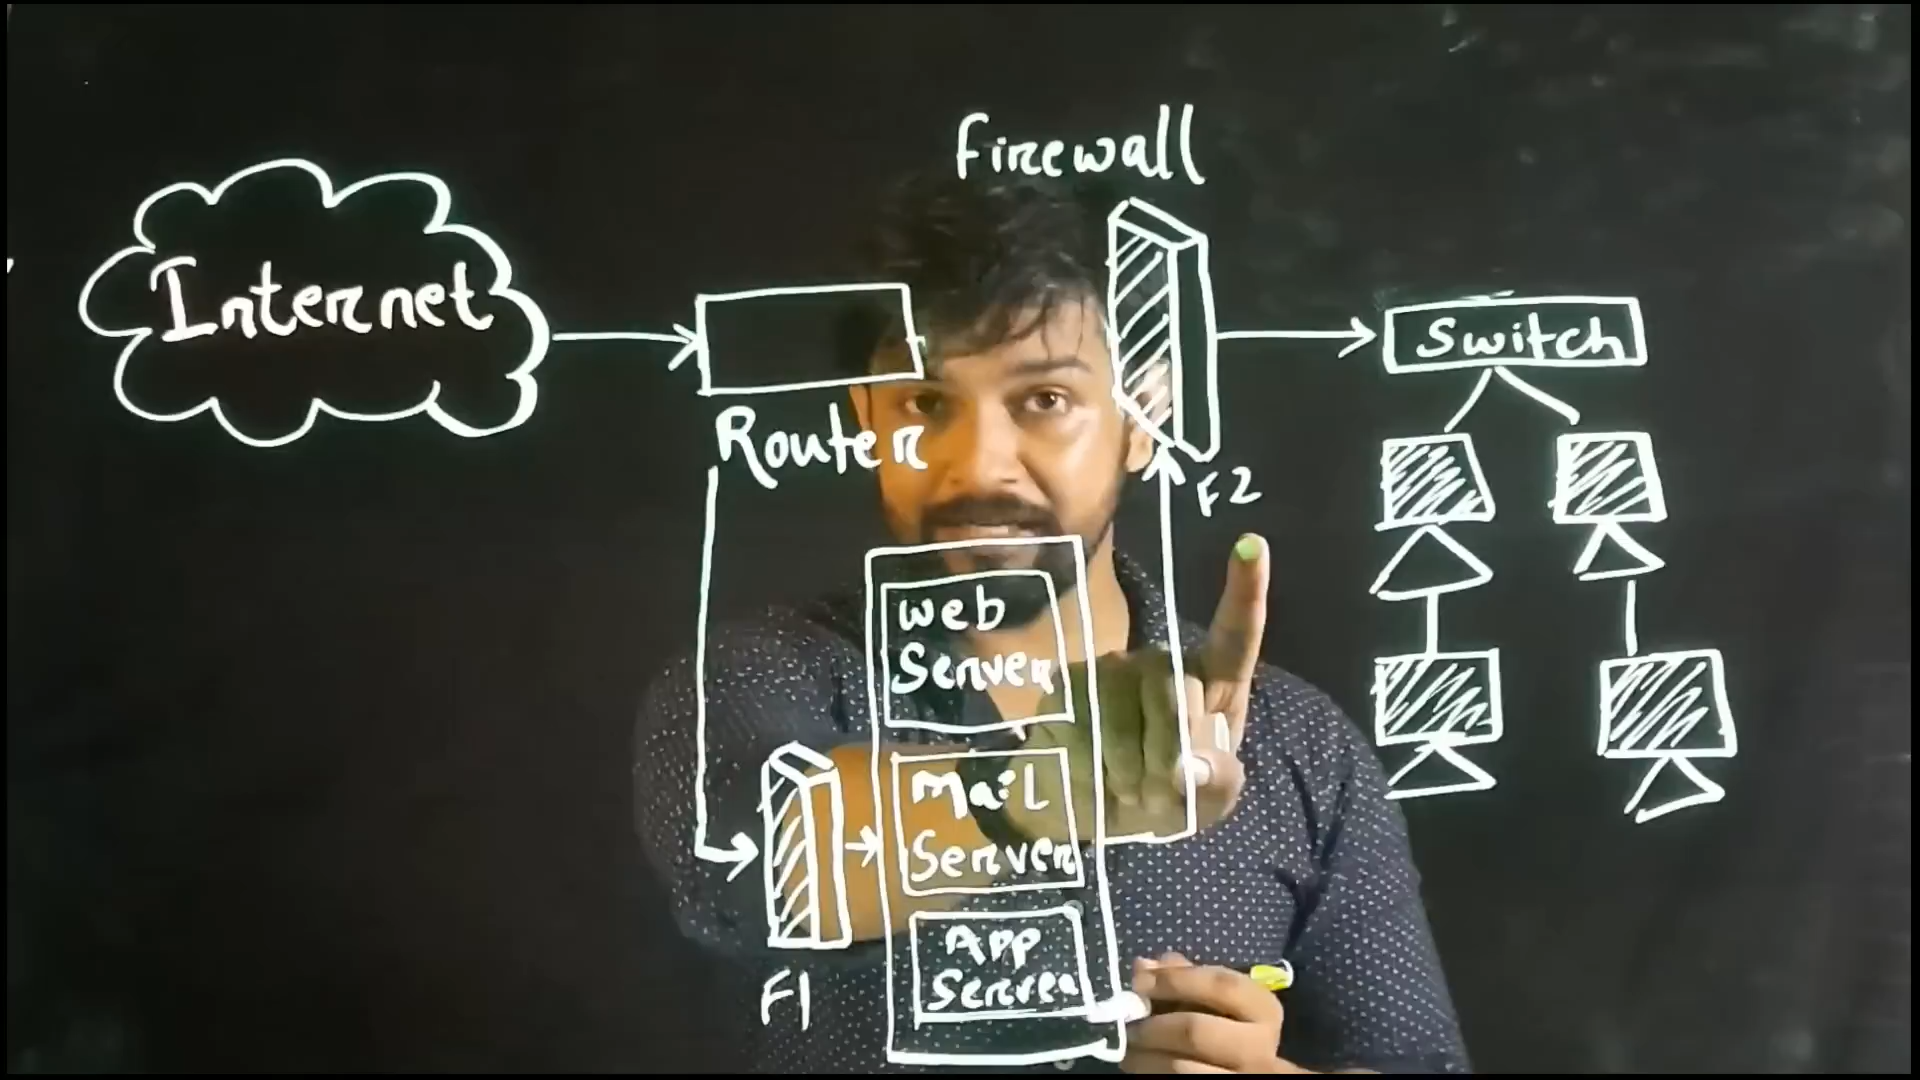 Firewall
Internet
Switch
Router
F2
Web
Server
Mail
Server
App
Server
F1